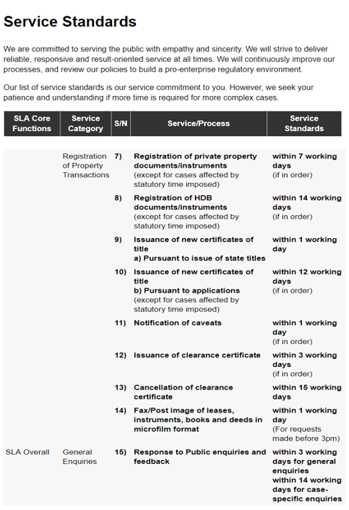 Service Standards
We are committed to serving the public with empathy and sincerity. We will strive to deliver
reliable, responsive and result-oriented service at all times. We will continuously improve our
processes, and review our policies to build a pro-enterprise regulatory environment.
Our list of service standards is our service commitment to you. However, we seek your
patience and understanding if more time is required for more complex cases.
SLA Core Functions | Service Category | S/N | Service/Process | Service Standards
Registration of Property Transactions
7) Registration of private property
documents/instruments
(except for cases affected by
statutory time imposed)
within 7 working
days
(if in order)
8) Registration of HDB
documents/instruments
(except for cases affected by
statutory time imposed)
within 14 working
days
(if in order)
9) Issuance of new certificates of
title
a) Pursuant to issue of state titles
within 1 working
day
10) Issuance of new certificates of
title
b) Pursuant to applications
(except for cases affected by
statutory time imposed)
within 12 working
days
(if in order)
11) Notification of caveats
within 1 working
day
(if in order)
12) Issuance of clearance certificate
within 3 working
days
(if in order)
13) Cancellation of clearance
certificate
within 15 working
days
14) Fax/Post image of leases,
instruments, books and deeds in
microfilm format
within 1 working
day
(For requests
made before 3pm)
SLA Overall
General
Enquiries
15) Response to Public enquiries and
feedback
within 3 working
days for general
enquiries
within 14 working
days for case-
specific enquiries